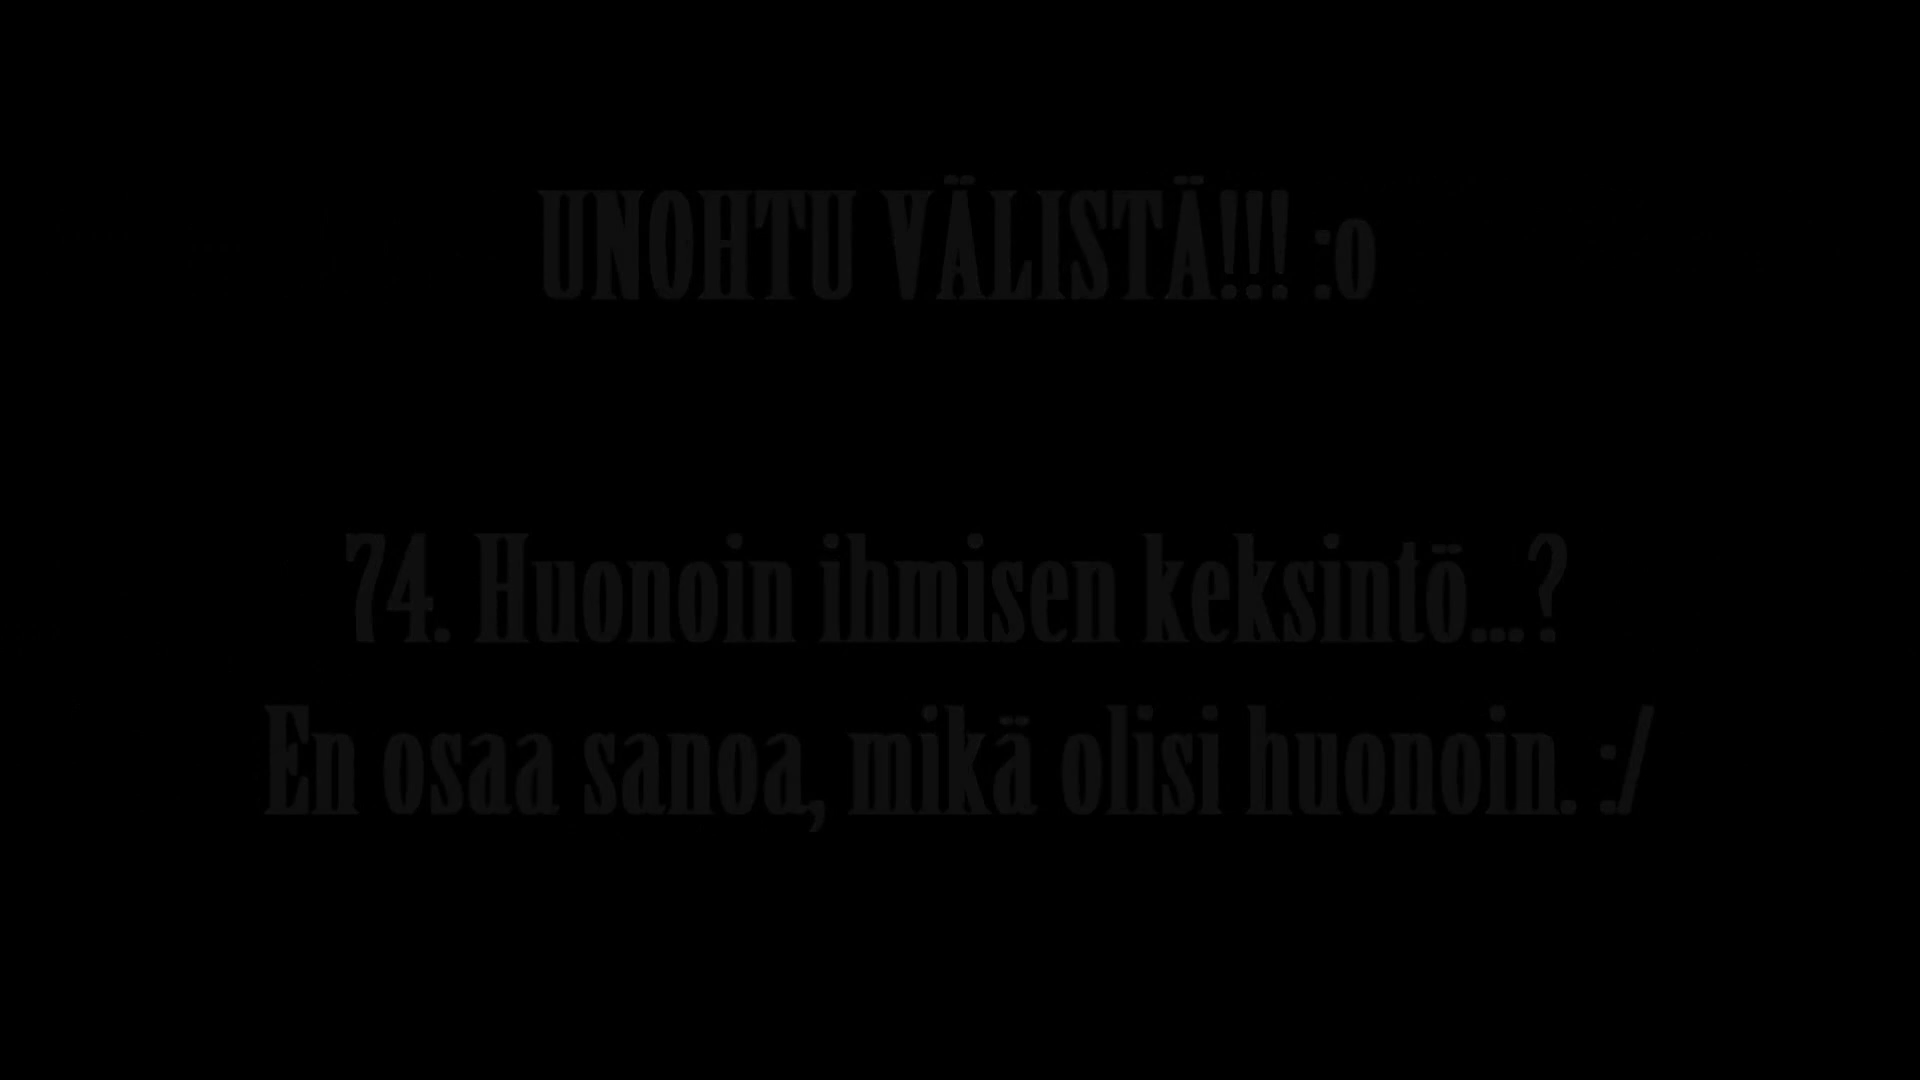 UNOHTU VÄLISTÄ!!! :o
74. Huonoin ihmisen keksintö...?
En osaa sanoa, mikä olisi huonoin. :/